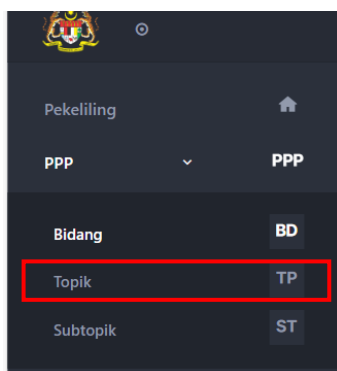 Pekeliling
PPP PPP
Bidang BD
Topik TP
Subtopik ST